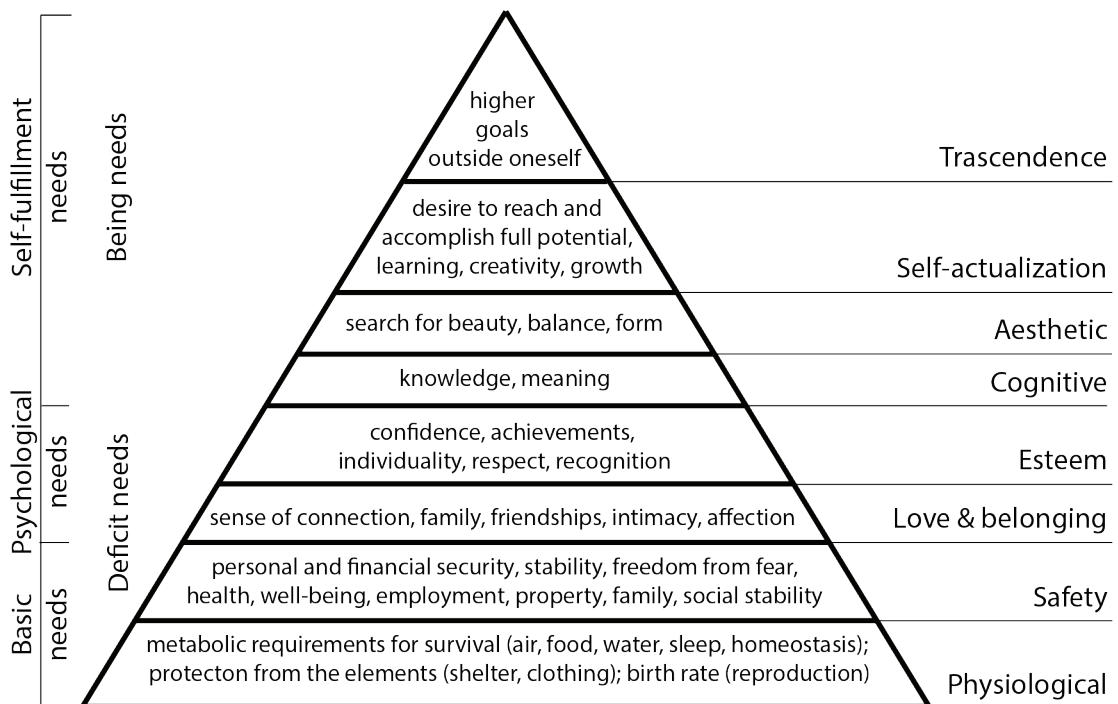 higher
goals
outside oneself
Trascendence
desire to reach and
accomplish full potential,
learning, creativity, growth
Self-actualization
search for beauty, balance, form
Aesthetic
knowledge, meaning
Cognitive
confidence, achievements,
individuality, respect, recognition
Esteem
sense of connection, family, friendships, intimacy, affection
Love & belonging
personal and financial security, stability, freedom from fear,
health, well-being, employment, property, family, social stability
Safety
metabolic requirements for survival (air, food, water, sleep, homeostasis);
protecton from the elements (shelter, clothing); birth rate (reproduction)
Physiological
Self-fulfillment
needs
Being needs
Psychological
needs
Deficit needs
Basic
needs